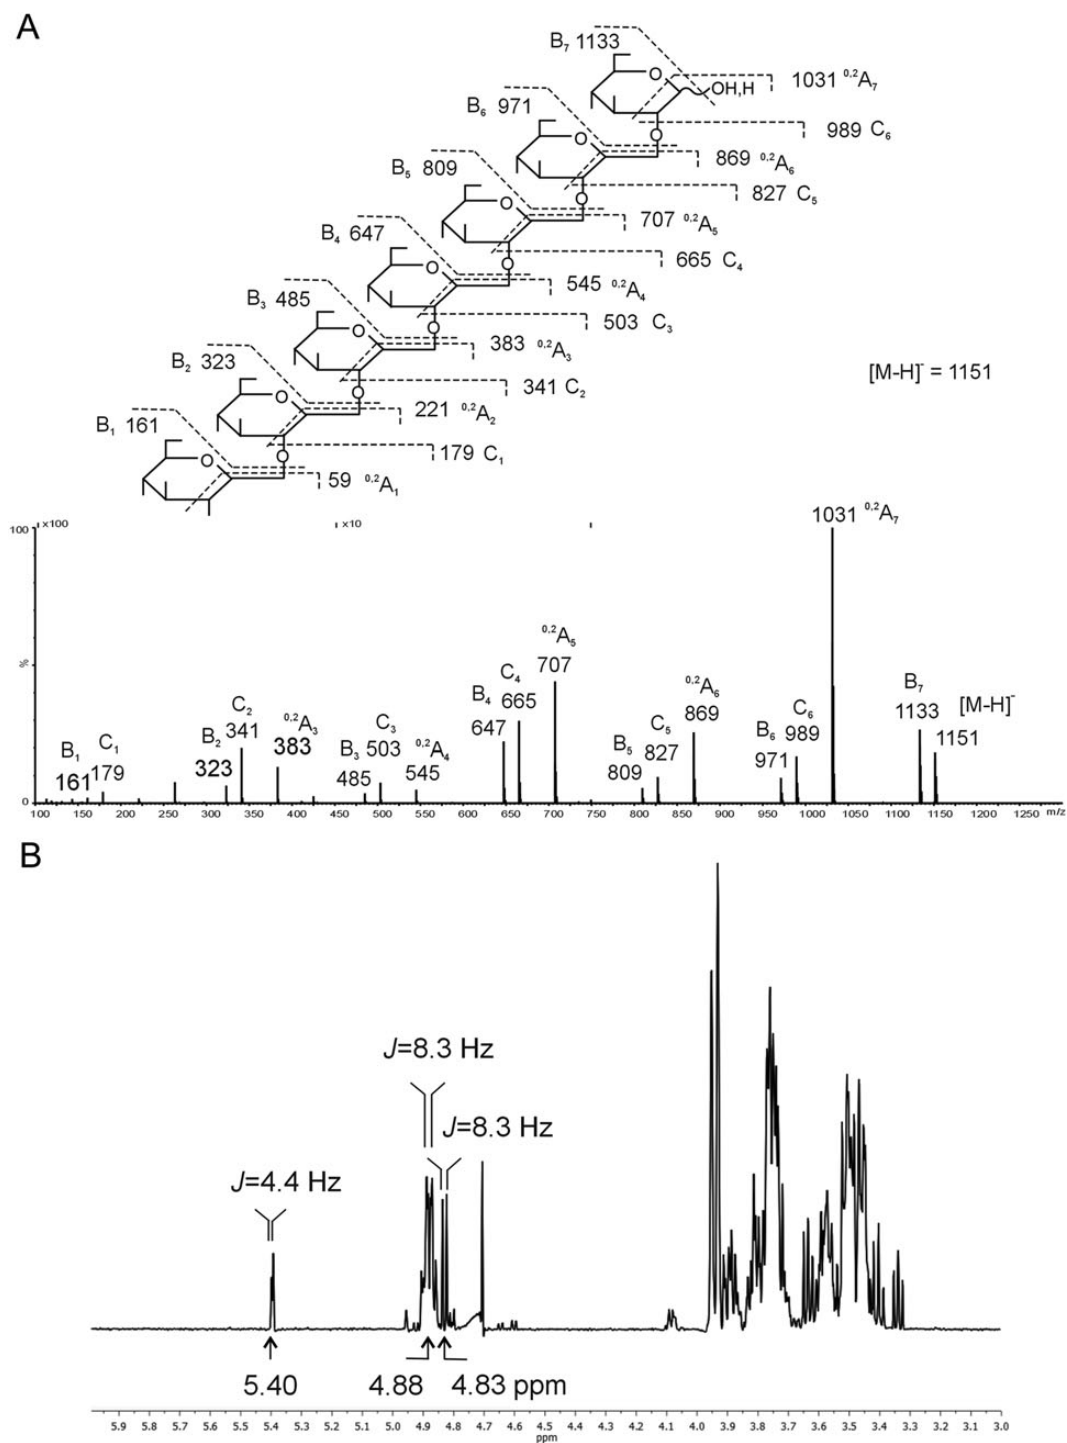 A
B₇ 1133
1031 ⁰,²A₇
OH,H
O
B₆ 971
989 C₆
O
O
869 ⁰,²A₆
B₅ 809
827 C₅
O
O
707 ⁰,²A₅
B₄ 647
665 C₄
O
O
545 ⁰,²A₄
B₃ 485
503 C₃
O
O
383 ⁰,²A₃
B₂ 323
341 C₂
[M-H]⁻ = 1151
O
O
221 ⁰,²A₂
B₁ 161
179 C₁
O
O
59 ⁰,²A₁
100
x100
x10
1031 ⁰,²A₇
%
0
B₁
161
C₁
179
B₂
323
C₂
341
⁰,²A₃
383
B₃
485
C₃
503
⁰,²A₄
545
B₄
647
C₄
665
⁰,²A₅
707
B₅
809
C₅
827
⁰,²A₆
869
B₆
971
C₆
989
B₇
1133
[M-H]⁻
1151
100 150 200 250 300 350 400 450 500 550 600 650 700 750 800 850 900 950 1000 1050 1100 1150 1200 1250 m/z
B
J=8.3 Hz
J=8.3 Hz
J=4.4 Hz
5.40 4.88 4.83 ppm
5.9 5.8 5.7 5.6 5.5 5.4 5.3 5.2 5.1 5.0 4.9 4.8 4.7 4.6 4.5 4.4 4.3 4.2 4.1 4.0 3.9 3.8 3.7 3.6 3.5 3.4 3.3 3.2 3.1 3.0
ppm